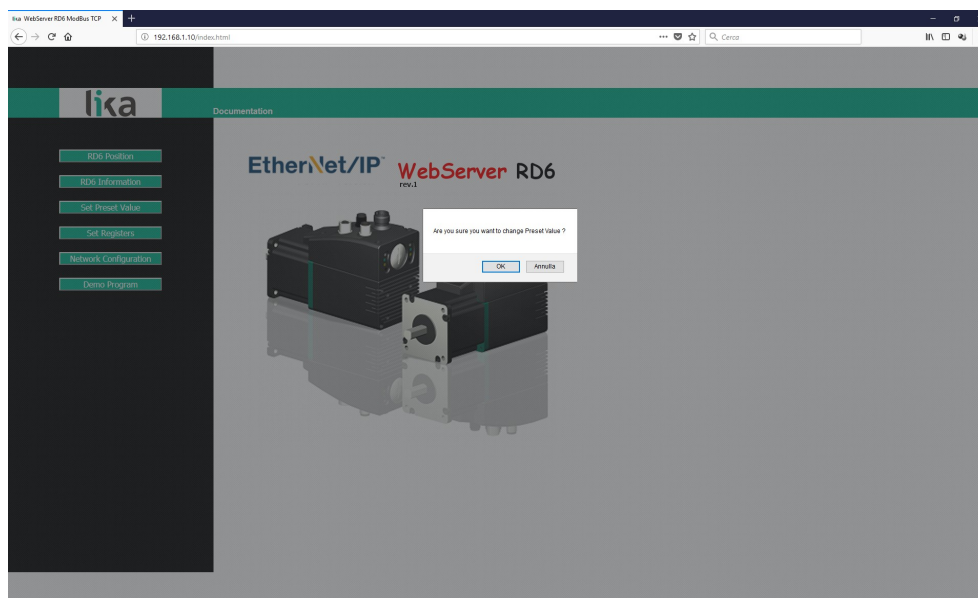 lika WebServer RD6 ModBus TCP
192.168.1.10/index.html
Cerca
lika
Documentation
RD6 Position
RD6 Information
Set Preset Value
Set Registers
Network Configuration
Demo Program
EtherNet/IP™
WebServer RD6
rev.1
Are you sure you want to change Preset Value ?
OK
Annulla